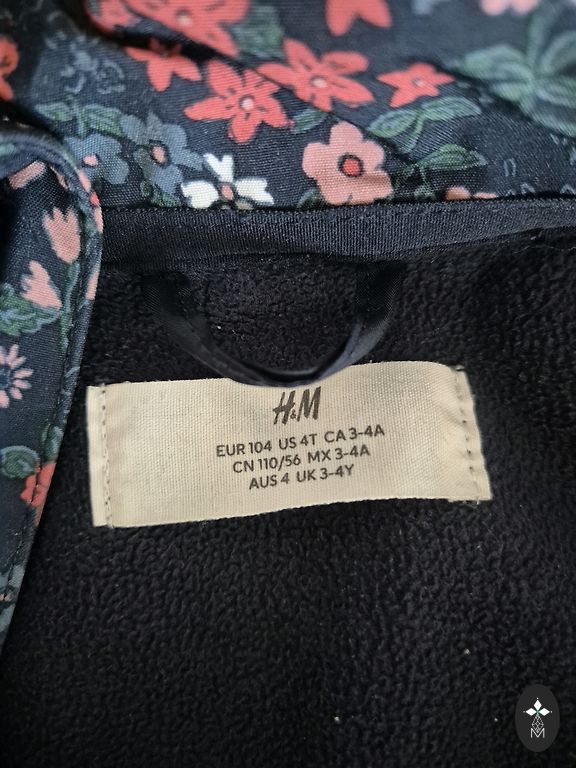 H&M
EUR 104 US 4T CA 3-4A
CN 110/56 MX 3-4A
AUS 4 UK 3-4Y
M